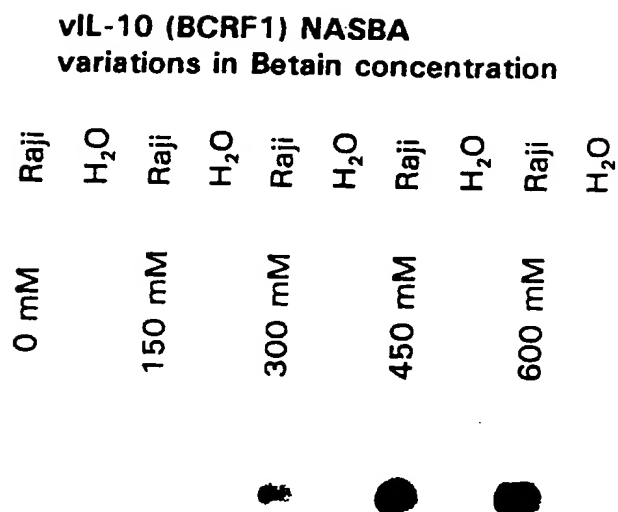 vIL-10 (BCRF1) NASBA
variations in Betain concentration
Raji H₂O Raji H₂O Raji H₂O Raji H₂O Raji H₂O
0 mM 150 mM 300 mM 450 mM 600 mM